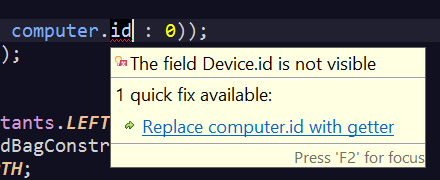 computer.id : 0));
);
The field Device.id is not visible
1 quick fix available:
Replace computer.id with getter
Press 'F2' for focus
tants.LEFT
dBagConstr
TH;